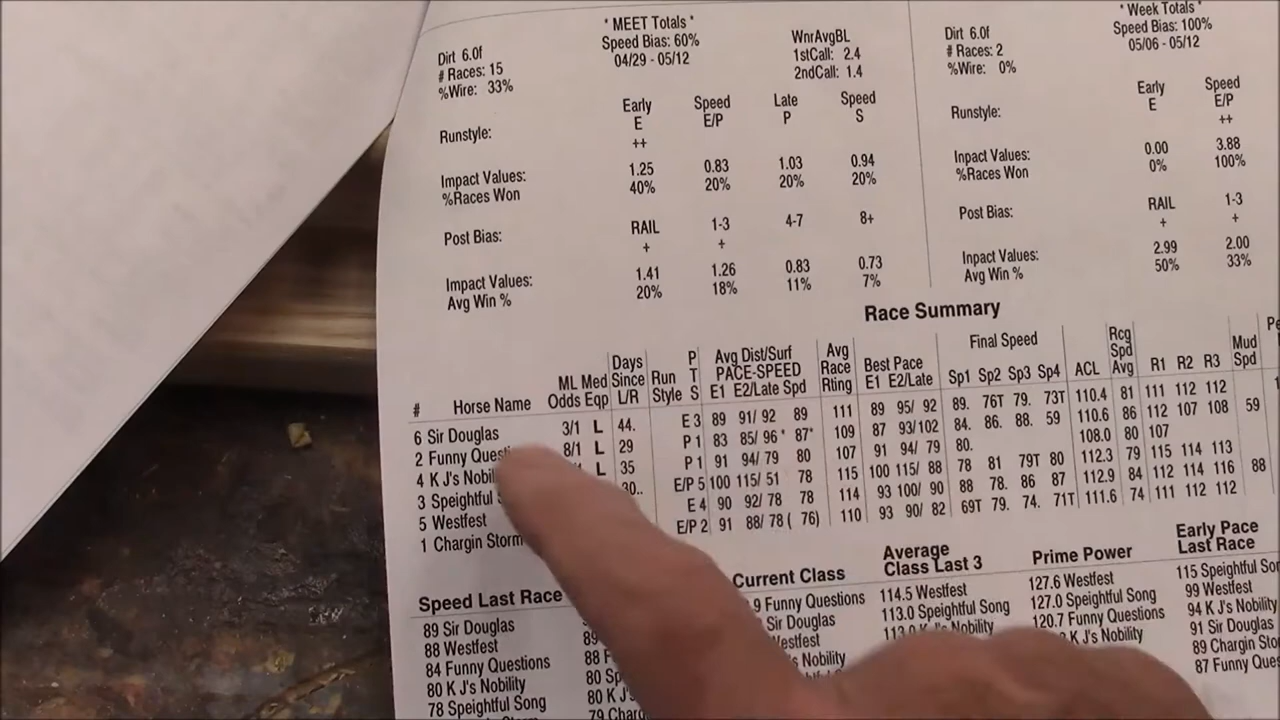 * MEET Totals *
Speed Bias: 60%
04/29 - 05/12
Dirt 6.0f
# Races: 15
%Wire: 33%
WnrAvgBL
1stCall: 2.4
2ndCall: 1.4
Runstyle:
Early Speed Late Speed
E E/P P S
++
Impact Values: 1.25 0.83 1.03 0.94
%Races Won 40% 20% 20% 20%
Post Bias: RAIL 1-3 4-7 8+
+ +
Impact Values: 1.41 1.26 0.83 0.73
Avg Win % 20% 18% 11% 7%
* Week Totals *
Speed Bias: 100%
05/06 - 05/12
Dirt 6.0f
# Races: 2
%Wire: 0%
Runstyle:
Early Speed
E E/P
++
Impact Values: 0.00 3.88
%Races Won 0% 100%
Post Bias: RAIL 1-3
+ +
Impact Values: 2.99 2.00
Avg Win % 50% 33%
Race Summary
# Horse Name
ML Odds
Med Eqp
Days Since L/R
Run Style
PTS
Avg Dist/Surf
PACE-SPEED
E1 E2/Late Spd
Avg Race Rting
Best Pace
E1 E2/Late
Final Speed
Sp1 Sp2 Sp3 Sp4
ACL
Rcg Spd Avg
R1 R2 R3
Mud Spd
6 Sir Douglas 3/1 L 44. E 3 89 91/ 92 89 111 89 95/ 92 89. 76T 79. 73T 110.4 81 111 112 112
2 Funny 8/1 L 29 P 1 83 85/ 96* 87* 109 87 93/102 84. 86. 88. 59 110.6 86 112 107 108 59
4 K J's L 35 P 1 91 94/ 79 80 107 91 94/ 79 80. 108.0 80 107
3 Speightful E/P 5 100 115/ 51 78 115 100 115/ 88 78 81 79T 80 112.3 79 115 114 113
5 Westfest E 4 90 92/ 78 78 114 93 100/ 90 88 78. 86 87 112.9 84 112 114 116 88
1 Chargin Storm E/P 2 91 88/ 78 ( 76) 110 93 90/ 82 69T 79. 74. 71T 111.6 74 111 112 112
Speed Last Race
89 Sir Douglas
88 Westfest
84 Funny Questions
80 K J's Nobility
78 Speightful Song
89
88 F
80 Sp
80 K J'
79 Charg
Current Class
Funny Questions
Sir Douglas
Westfest
Nobility
Average
Class Last 3
114.5 Westfest
113.0 Speightful Song
113.0 K J's Nobility
Prime Power
127.6 Westfest
127.0 Speightful Song
120.7 Funny Questions
K J's Nobility
Early Pace
Last Race
115 Speightful Son
99 Westfest
94 K J's Nobility
91 Sir Douglas
89 Chargin Stor
87 Funny Ques